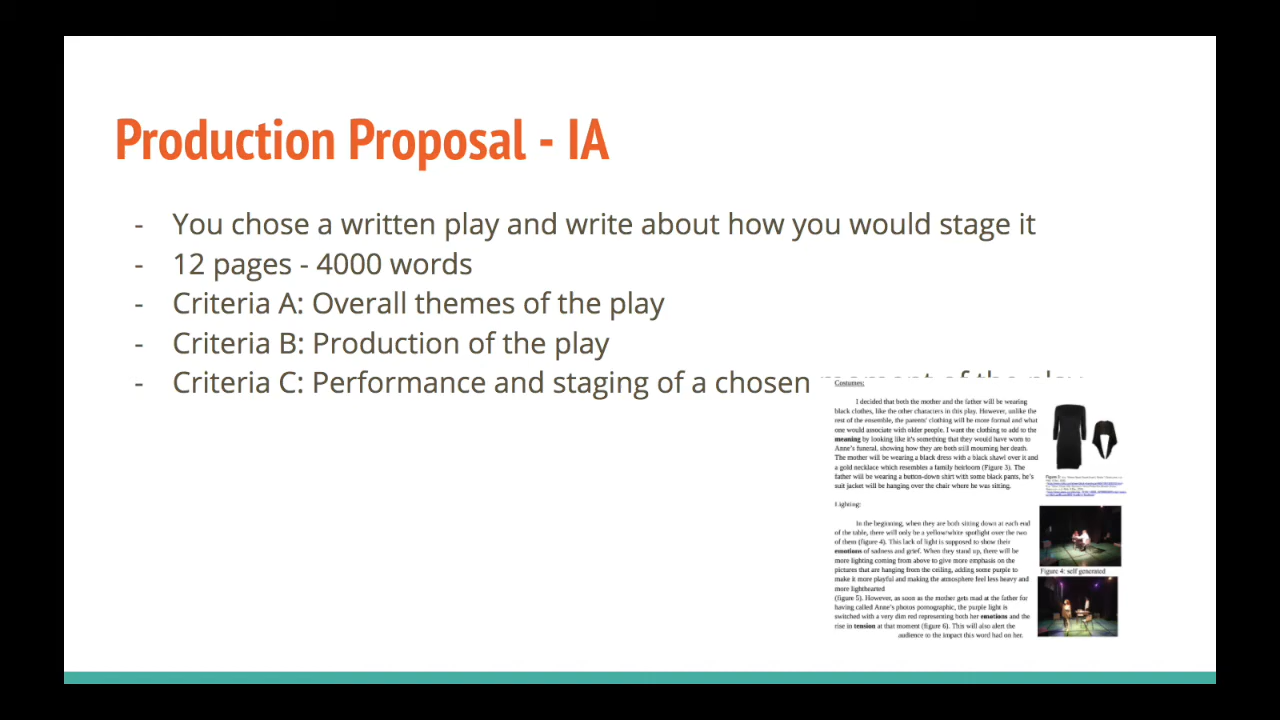 Production Proposal - IA
- You chose a written play and write about how you would stage it
- 12 pages - 4000 words
- Criteria A: Overall themes of the play
- Criteria B: Production of the play
- Criteria C: Performance and staging of a chosen moment of the play
Costumes:
I decided that both the mother and the father will be wearing
black clothes, like the other characters in this play. However, unlike the
rest of the ensemble, the parents' clothing will be more formal and what
one would associate with older people. I want the clothing to add to the
meaning by looking like it's something that they would have worn to
Anne's funeral, showing how they are both still mourning her death.
The mother will be wearing a black dress with a black shawl over it and
a gold necklace which resembles a family heirloom (Figure 3). The
father will be wearing a button-down shirt with some black pants, he's
suit jacket will be hanging over the chair where he was sitting.
Lighting:
In the beginning, when they are both sitting down at each end
of the table, there will only be a yellow/white spotlight over the two
of them (figure 4). This lack of light is supposed to show their
emotions of sadness and grief. When they stand up, there will be
more lighting coming from above to give more emphasis on the
pictures that are hanging from the ceiling, adding some purple to
make it more playful and making the atmosphere feel less heavy and
more lighthearted
(figure 5). However, as soon as the mother gets mad at the father for
having called Anne's photos pornographic, the purple light is
switched with a very dim red representing both her emotions and the
rise in tension at that moment (figure 6). This will also alert the
audience to the impact this word had on her.
Figure 4: self generated